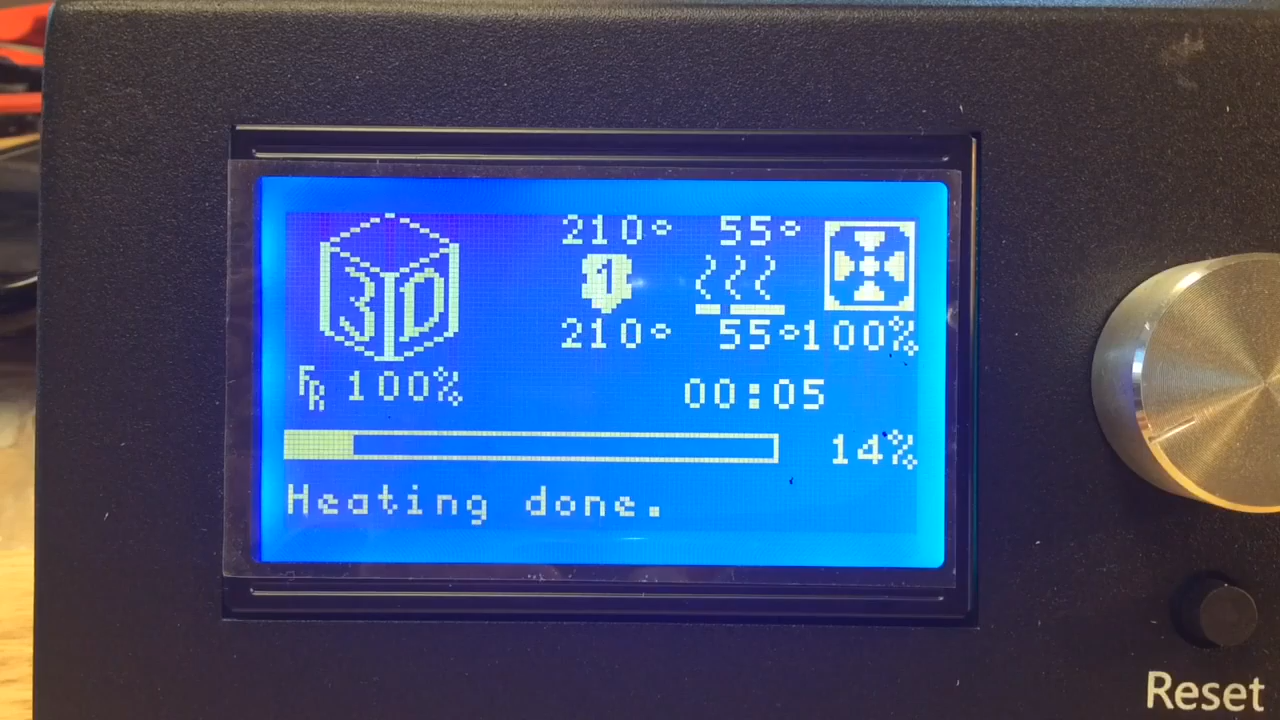 210° 55°
3D
1
210° 55° 100%
FR 100%
00:05
14%
Heating done.
Reset